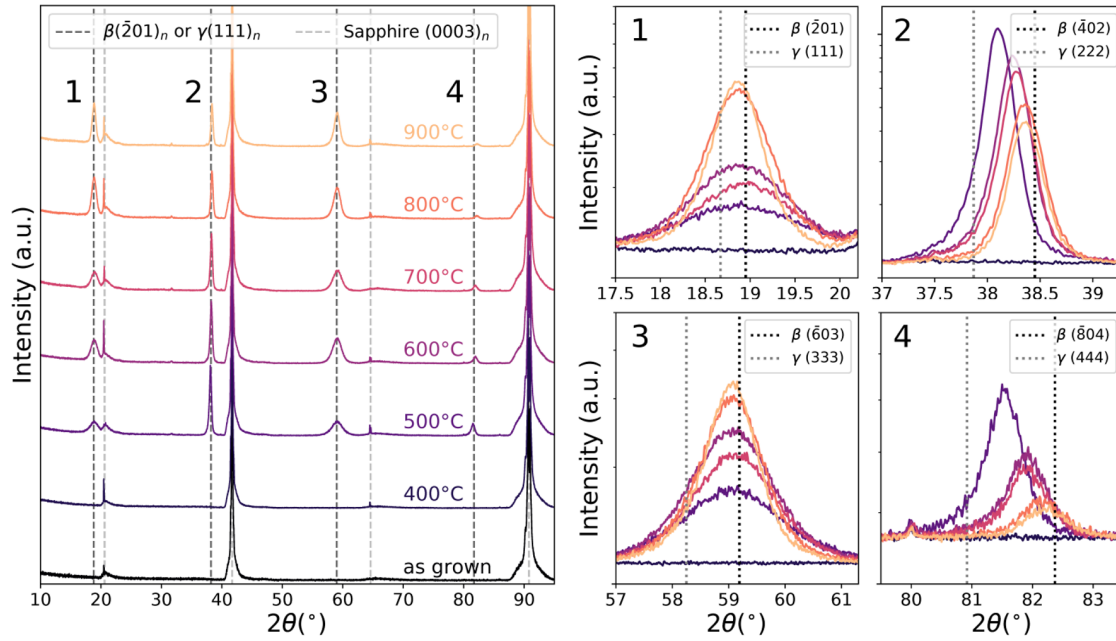 β(2̄01)ₙ or γ(111)ₙ
Sapphire (0003)ₙ
1
2
3
4
900°C
800°C
700°C
600°C
500°C
400°C
as grown
Intensity (a.u.)
10 20 30 40 50 60 70 80 90
2θ(°)
1
β (2̄01)
γ (111)
Intensity (a.u.)
17.5 18.0 18.5 19.0 19.5 20.0
2
β (4̄02)
γ (222)
37 37.5 38 38.5 39
3
β (6̄03)
γ (333)
Intensity (a.u.)
57 58 59 60 61
2θ(°)
4
β (8̄04)
γ (444)
80 81 82 83
2θ(°)